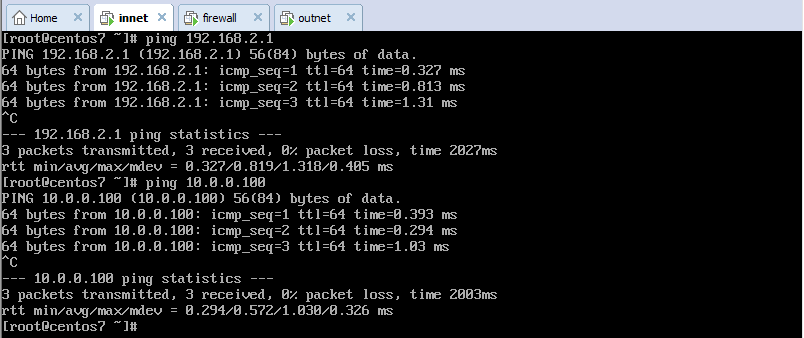 Home innet firewall outnet
[root@centos7 ~]# ping 192.168.2.1
PING 192.168.2.1 (192.168.2.1) 56(84) bytes of data.
64 bytes from 192.168.2.1: icmp_seq=1 ttl=64 time=0.327 ms
64 bytes from 192.168.2.1: icmp_seq=2 ttl=64 time=0.813 ms
64 bytes from 192.168.2.1: icmp_seq=3 ttl=64 time=1.31 ms
^C
--- 192.168.2.1 ping statistics ---
3 packets transmitted, 3 received, 0% packet loss, time 2027ms
rtt min/avg/max/mdev = 0.327/0.819/1.318/0.405 ms
[root@centos7 ~]# ping 10.0.0.100
PING 10.0.0.100 (10.0.0.100) 56(84) bytes of data.
64 bytes from 10.0.0.100: icmp_seq=1 ttl=64 time=0.393 ms
64 bytes from 10.0.0.100: icmp_seq=2 ttl=64 time=0.294 ms
64 bytes from 10.0.0.100: icmp_seq=3 ttl=64 time=1.03 ms
^C
--- 10.0.0.100 ping statistics ---
3 packets transmitted, 3 received, 0% packet loss, time 2003ms
rtt min/avg/max/mdev = 0.294/0.572/1.030/0.326 ms
[root@centos7 ~]#